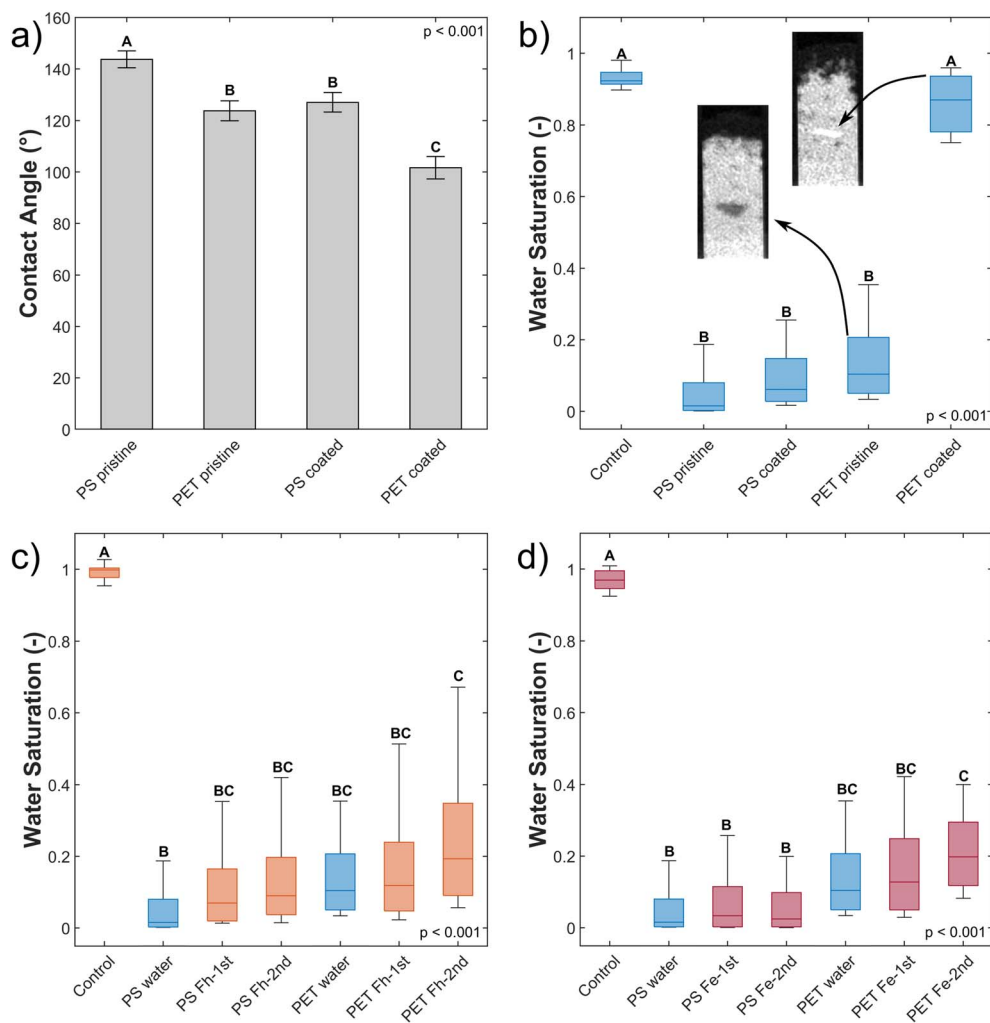 a)
p < 0.001
Contact Angle (°)
160
140
120
100
80
60
40
20
0
A
B
B
C
PS pristine
PET pristine
PS coated
PET coated
b)
Water Saturation (-)
1
0.8
0.6
0.4
0.2
0
A
B
B
B
A
p < 0.001
Control
PS pristine
PS coated
PET pristine
PET coated
c)
Water Saturation (-)
1
0.8
0.6
0.4
0.2
0
A
B
BC
BC
BC
BC
C
p < 0.001
Control
PS water
PS Fh-1st
PS Fh-2nd
PET water
PET Fh-1st
PET Fh-2nd
d)
Water Saturation (-)
1
0.8
0.6
0.4
0.2
0
A
B
B
B
BC
BC
C
p < 0.001
Control
PS water
PS Fe-1st
PS Fe-2nd
PET water
PET Fe-1st
PET Fe-2nd